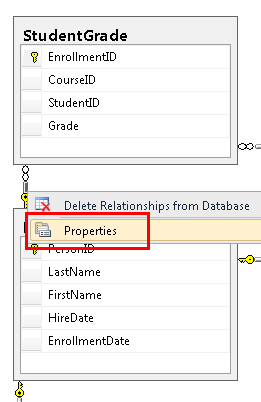 StudentGrade
EnrollmentID
CourseID
StudentID
Grade
Delete Relationships from Database
Properties
PersonID
LastName
FirstName
HireDate
EnrollmentDate